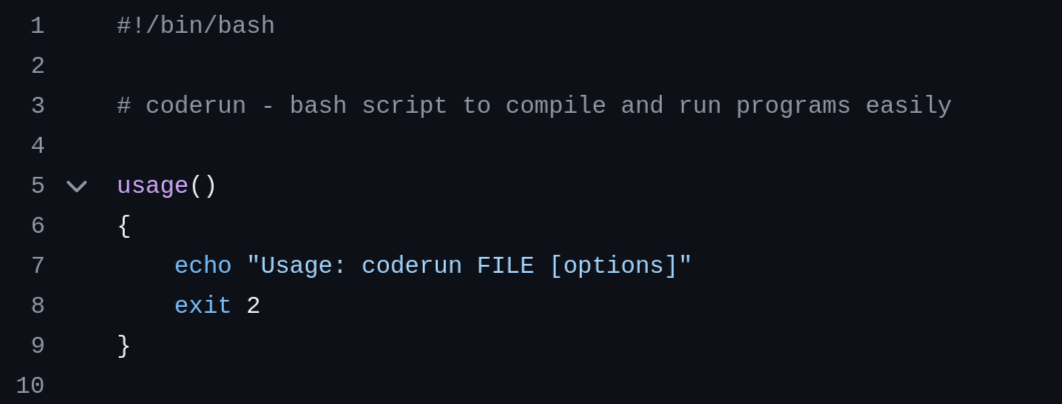 1 #!/bin/bash
2
3 # coderun - bash script to compile and run programs easily
4
5 usage()
6 {
7     echo "Usage: coderun FILE [options]"
8     exit 2
9 }
10